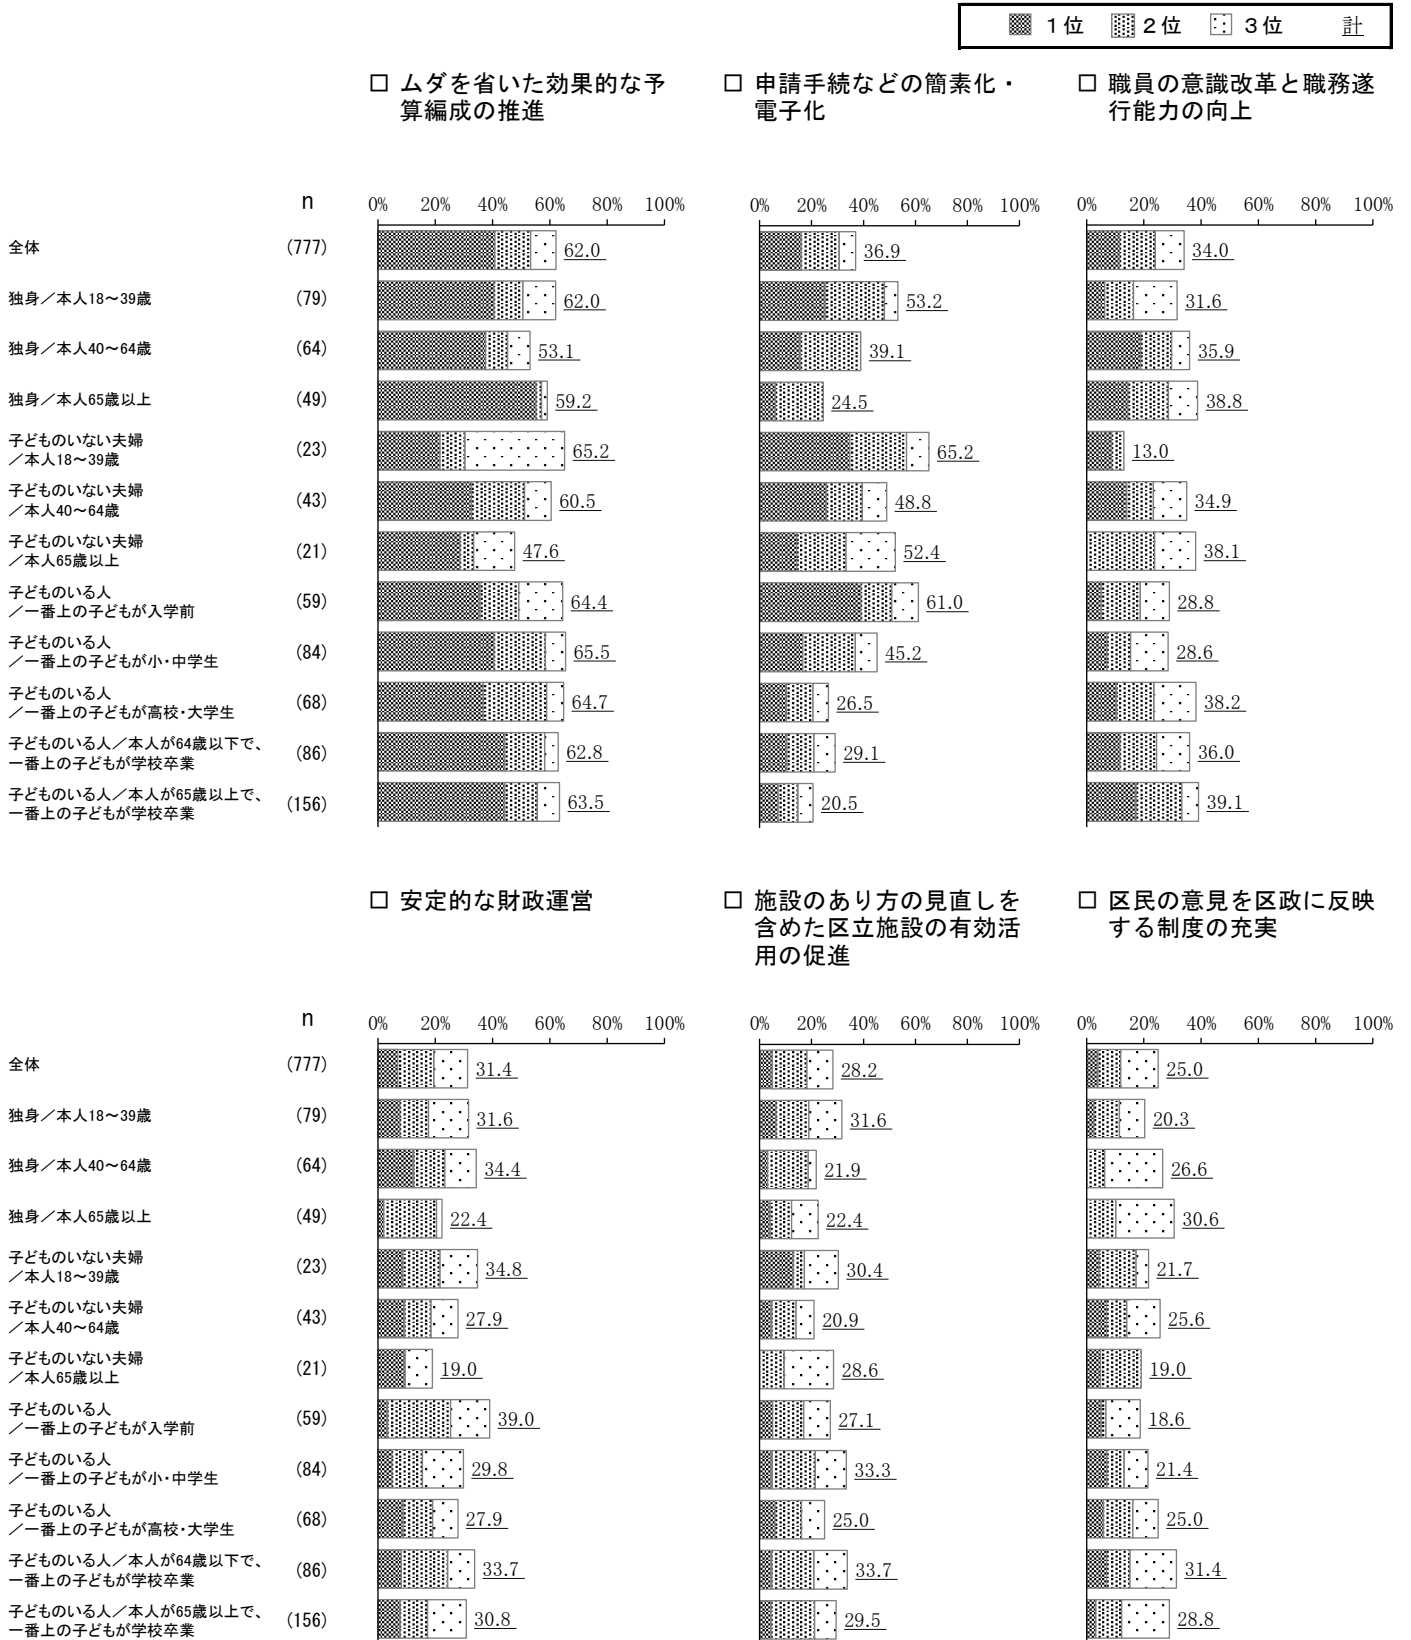 1位 2位 3位 計
□ ムダを省いた効果的な予
算編成の推進
□ 申請手続などの簡素化・
電子化
□ 職員の意識改革と職務遂
行能力の向上
n
0% 20% 40% 60% 80% 100%
0% 20% 40% 60% 80% 100%
0% 20% 40% 60% 80% 100%
全体 (777) 62.0 36.9 34.0
独身／本人18～39歳 (79) 62.0 53.2 31.6
独身／本人40～64歳 (64) 53.1 39.1 35.9
独身／本人65歳以上 (49) 59.2 24.5 38.8
子どものいない夫婦
／本人18～39歳 (23) 65.2 65.2 13.0
子どものいない夫婦
／本人40～64歳 (43) 60.5 48.8 34.9
子どものいない夫婦
／本人65歳以上 (21) 47.6 52.4 38.1
子どものいる人
／一番上の子どもが入学前 (59) 64.4 61.0 28.8
子どものいる人
／一番上の子どもが小・中学生 (84) 65.5 45.2 28.6
子どものいる人
／一番上の子どもが高校・大学生 (68) 64.7 26.5 38.2
子どものいる人／本人が64歳以下で、
一番上の子どもが学校卒業 (86) 62.8 29.1 36.0
子どものいる人／本人が65歳以上で、
一番上の子どもが学校卒業 (156) 63.5 20.5 39.1
□ 安定的な財政運営
□ 施設のあり方の見直しを
含めた区立施設の有効活
用の促進
□ 区民の意見を区政に反映
する制度の充実
n
0% 20% 40% 60% 80% 100%
0% 20% 40% 60% 80% 100%
0% 20% 40% 60% 80% 100%
全体 (777) 31.4 28.2 25.0
独身／本人18～39歳 (79) 31.6 31.6 20.3
独身／本人40～64歳 (64) 34.4 21.9 26.6
独身／本人65歳以上 (49) 22.4 22.4 30.6
子どものいない夫婦
／本人18～39歳 (23) 34.8 30.4 21.7
子どものいない夫婦
／本人40～64歳 (43) 27.9 20.9 25.6
子どものいない夫婦
／本人65歳以上 (21) 19.0 28.6 19.0
子どものいる人
／一番上の子どもが入学前 (59) 39.0 27.1 18.6
子どものいる人
／一番上の子どもが小・中学生 (84) 29.8 33.3 21.4
子どものいる人
／一番上の子どもが高校・大学生 (68) 27.9 25.0 25.0
子どものいる人／本人が64歳以下で、
一番上の子どもが学校卒業 (86) 33.7 33.7 31.4
子どものいる人／本人が65歳以上で、
一番上の子どもが学校卒業 (156) 30.8 29.5 28.8